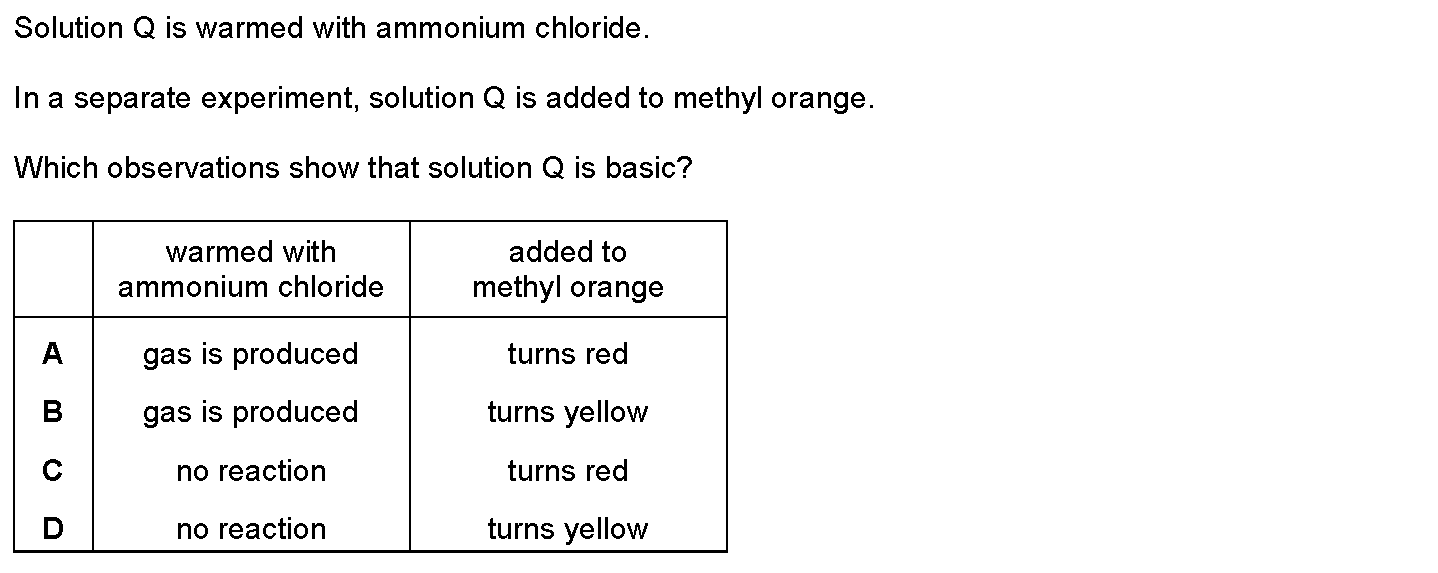 Solution Q is warmed with ammonium chloride.
In a separate experiment, solution Q is added to methyl orange.
Which observations show that solution Q is basic?
warmed with added to
ammonium chloride methyl orange
A gas is produced turns red
B gas is produced turns yellow
C no reaction turns red
D no reaction turns yellow